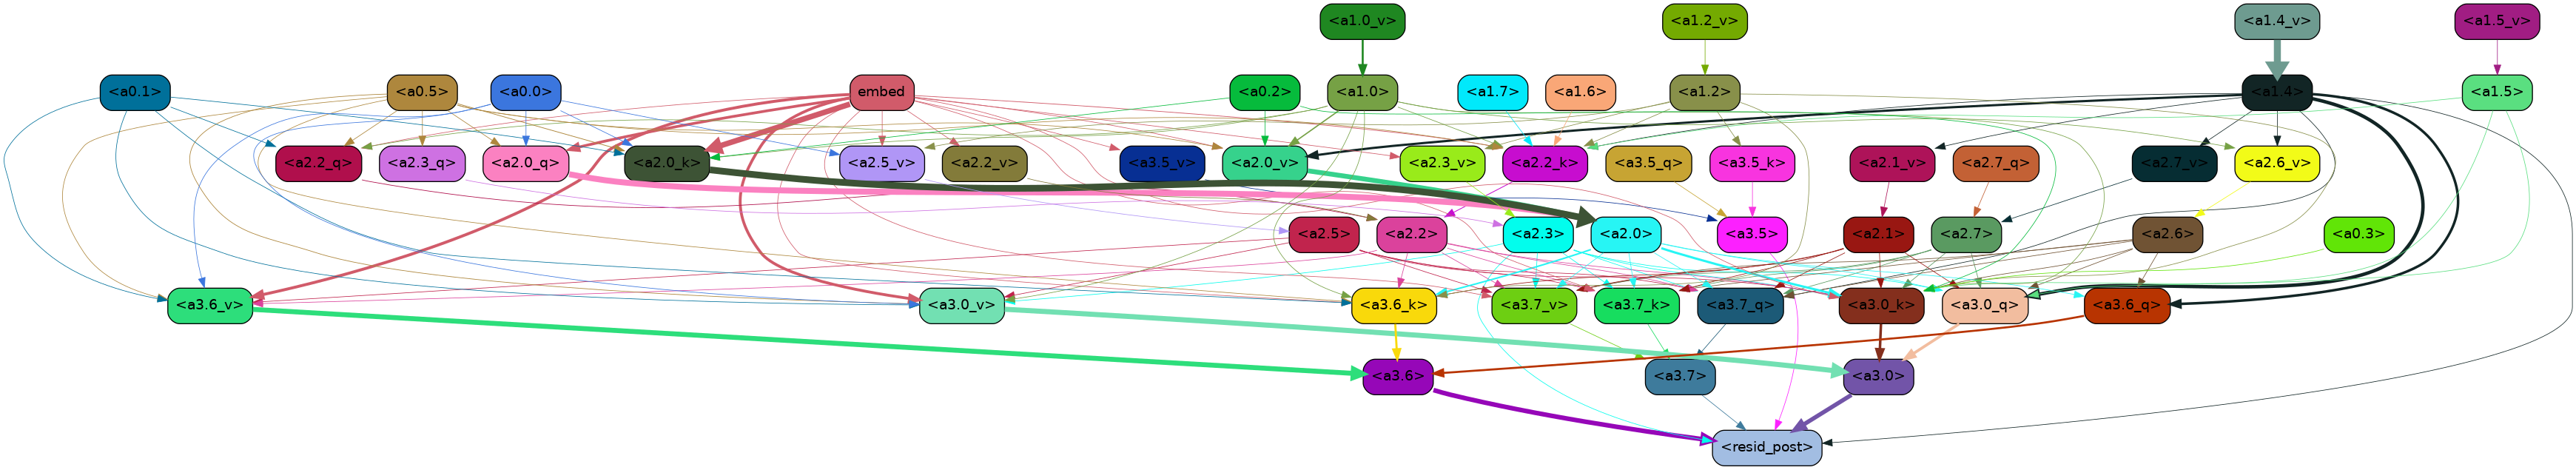 <a1.0_v> <a1.2_v> <a1.4_v> <a1.5_v>
<a0.1> <a0.5> <a0.0> embed <a0.2> <a1.0> <a1.7> <a1.6> <a1.2> <a1.4> <a1.5>
<a2.2_q> <a2.3_q> <a2.0_q> <a2.0_k> <a2.5_v> <a2.2_v> <a3.5_v> <a2.0_v> <a2.3_v> <a2.2_k> <a3.5_q> <a3.5_k> <a2.1_v> <a2.7_q> <a2.7_v> <a2.6_v>
<a2.5> <a2.2> <a2.3> <a2.0> <a3.5> <a2.1> <a2.7> <a2.6> <a0.3>
<a3.6_v> <a3.0_v> <a3.6_k> <a3.7_v> <a3.7_k> <a3.7_q> <a3.0_k> <a3.0_q> <a3.6_q>
<a3.6> <a3.7> <a3.0>
<resid_post>